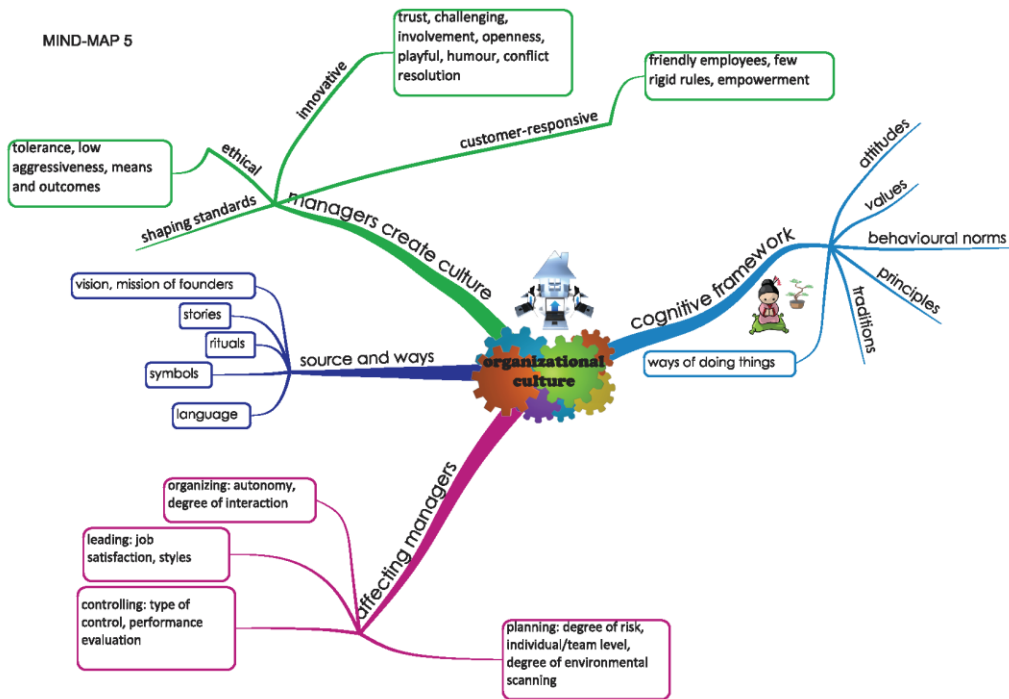 MIND-MAP 5
trust, challenging,
involvement, openness,
playful, humour, conflict
resolution
friendly employees, few
rigid rules, empowerment
innovative
customer-responsive
tolerance, low
aggressiveness, means
and outcomes
ethical
shaping standards
managers create culture
attitudes
values
behavioural norms
principles
traditions
cognitive framework
ways of doing things
vision, mission of founders
stories
rituals
symbols
language
source and ways
organizational
culture
organizing: autonomy,
degree of interaction
leading: job
satisfaction, styles
controlling: type of
control, performance
evaluation
affecting managers
planning: degree of risk,
individual/team level,
degree of environmental
scanning